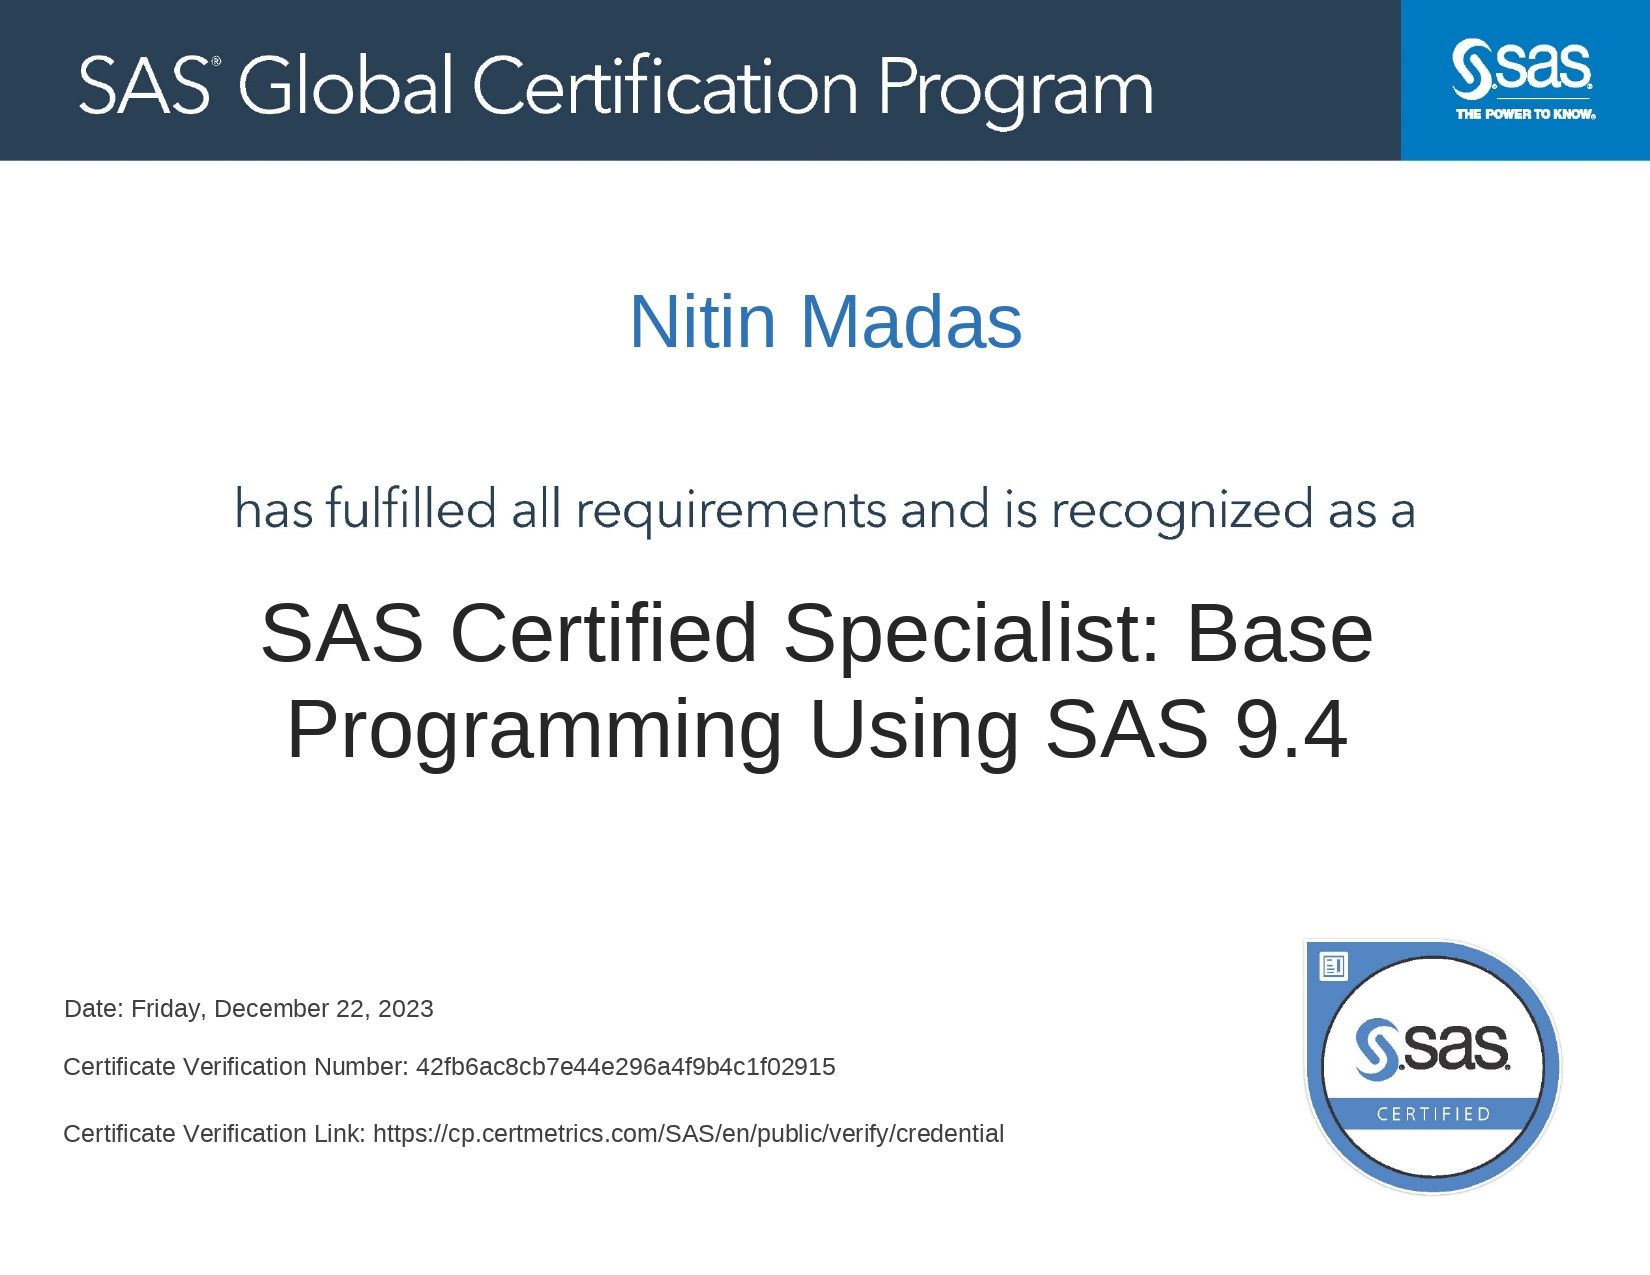 SAS® Global Certification Program
sas
THE POWER TO KNOW®
Nitin Madas
has fulfilled all requirements and is recognized as a
SAS Certified Specialist: Base
Programming Using SAS 9.4
Date: Friday, December 22, 2023
Certificate Verification Number: 42fb6ac8cb7e44e296a4f9b4c1f02915
Certificate Verification Link: https://cp.certmetrics.com/SAS/en/public/verify/credential
sas
CERTIFIED